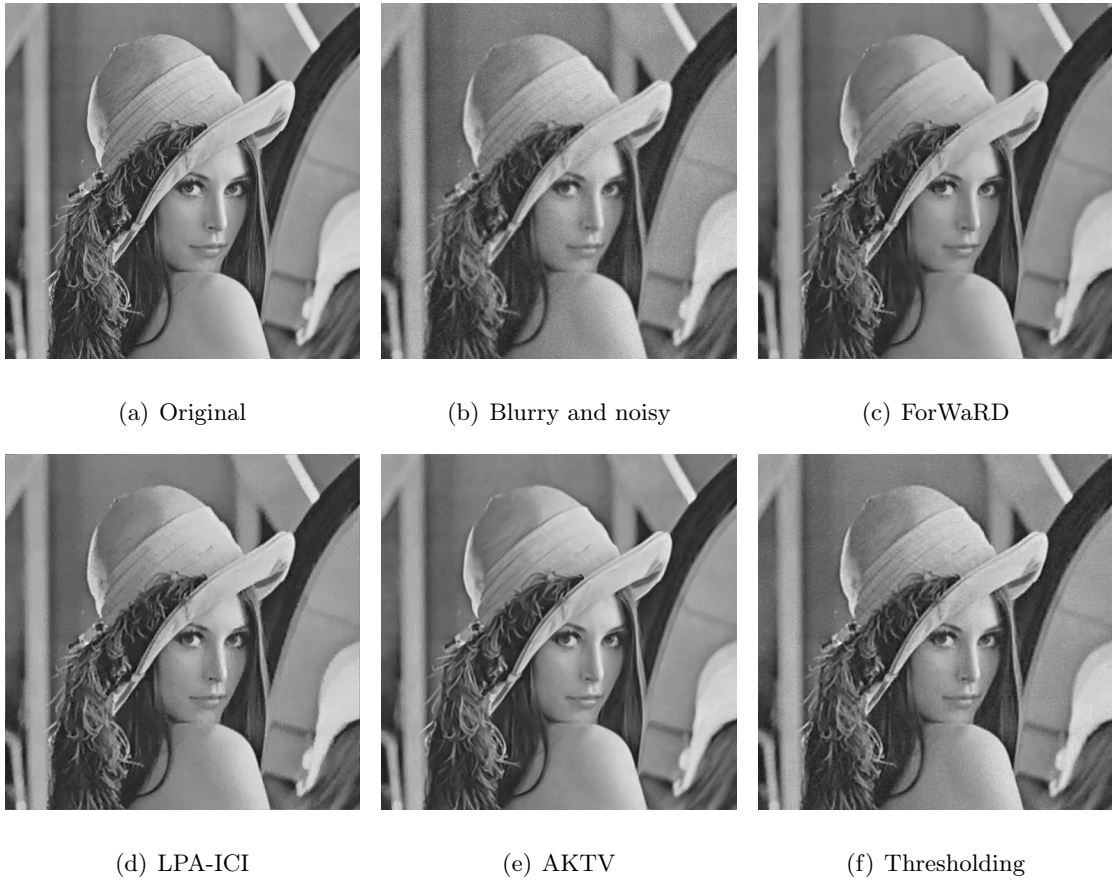 (a) Original
(b) Blurry and noisy
(c) ForWaRD
(d) LPA-ICI
(e) AKTV
(f) Thresholding